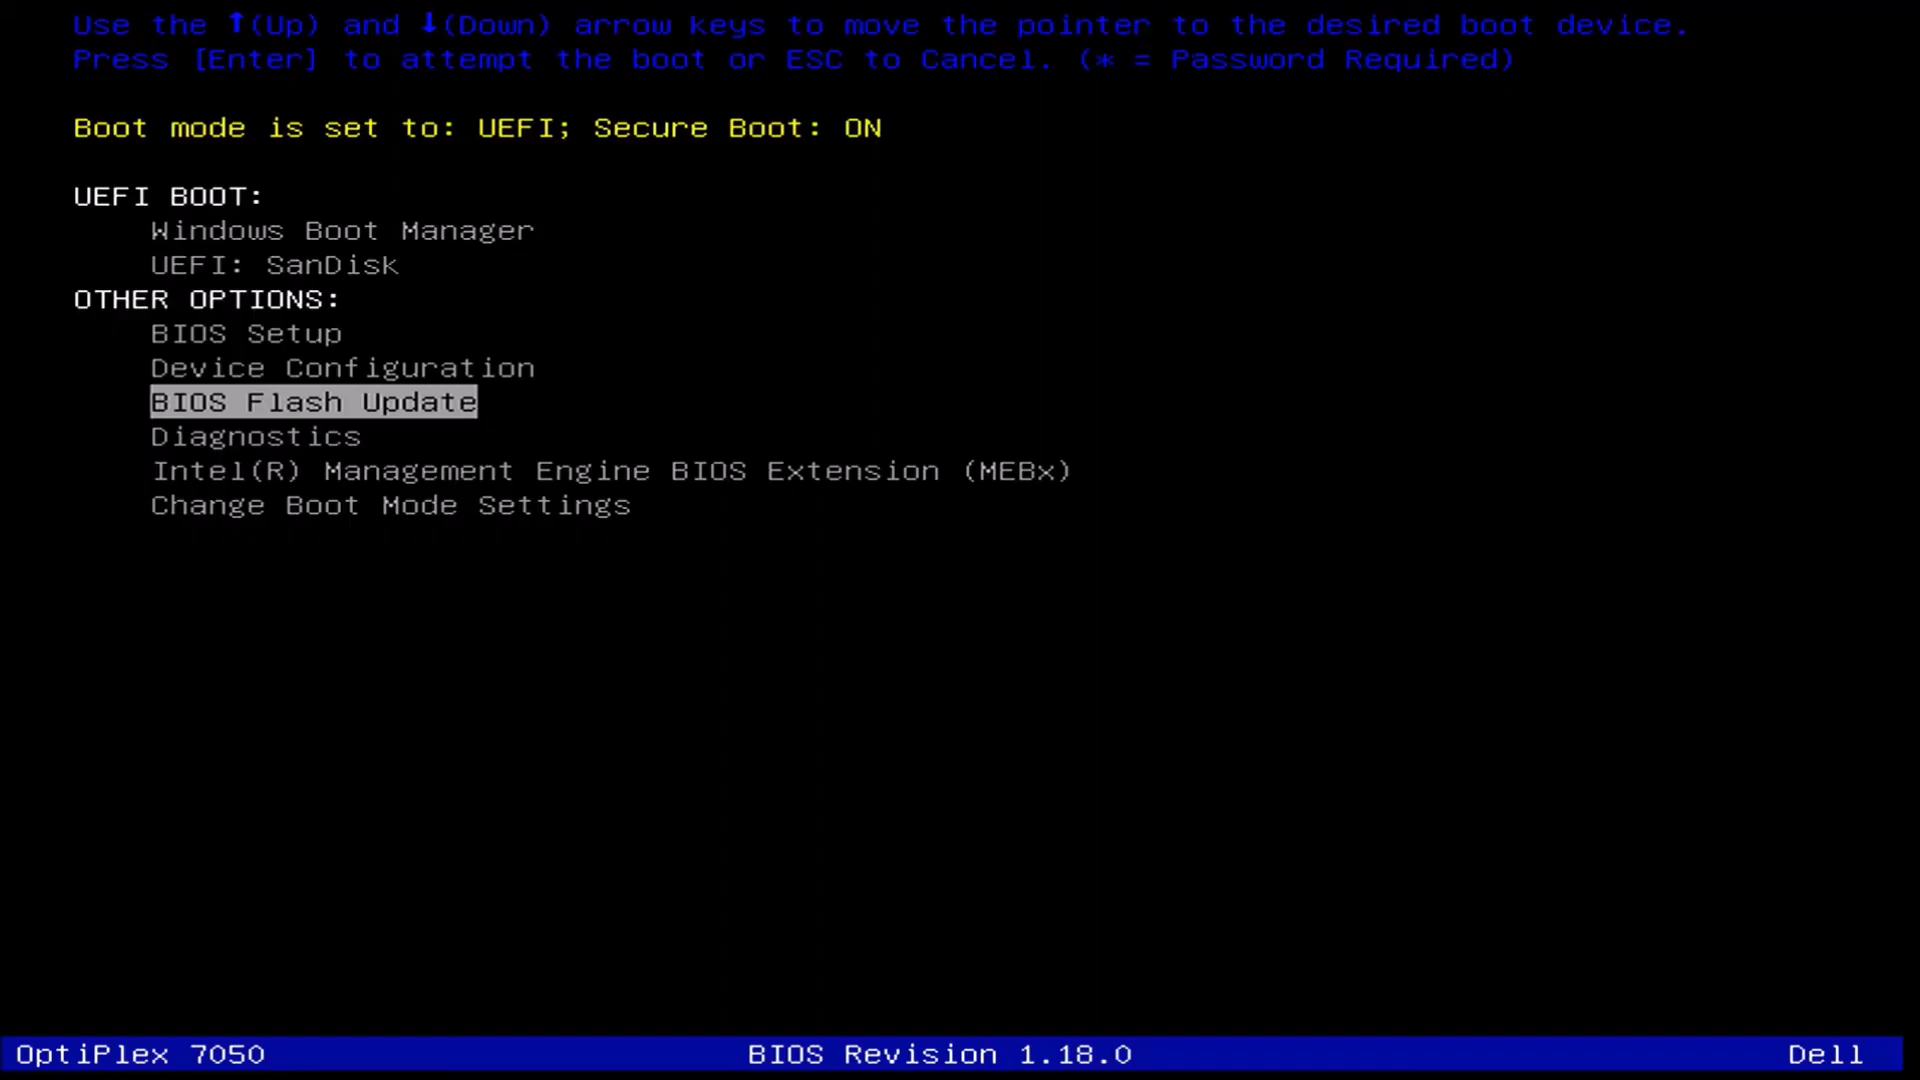 Use the ↑(Up) and ↓(Down) arrow keys to move the pointer to the desired boot device.
Press [Enter] to attempt the boot or ESC to Cancel. (* = Password Required)
Boot mode is set to: UEFI; Secure Boot: ON
UEFI BOOT:
Windows Boot Manager
UEFI: SanDisk
OTHER OPTIONS:
BIOS Setup
Device Configuration
BIOS Flash Update
Diagnostics
Intel(R) Management Engine BIOS Extension (MEBx)
Change Boot Mode Settings
OptiPlex 7050 BIOS Revision 1.18.0 Dell